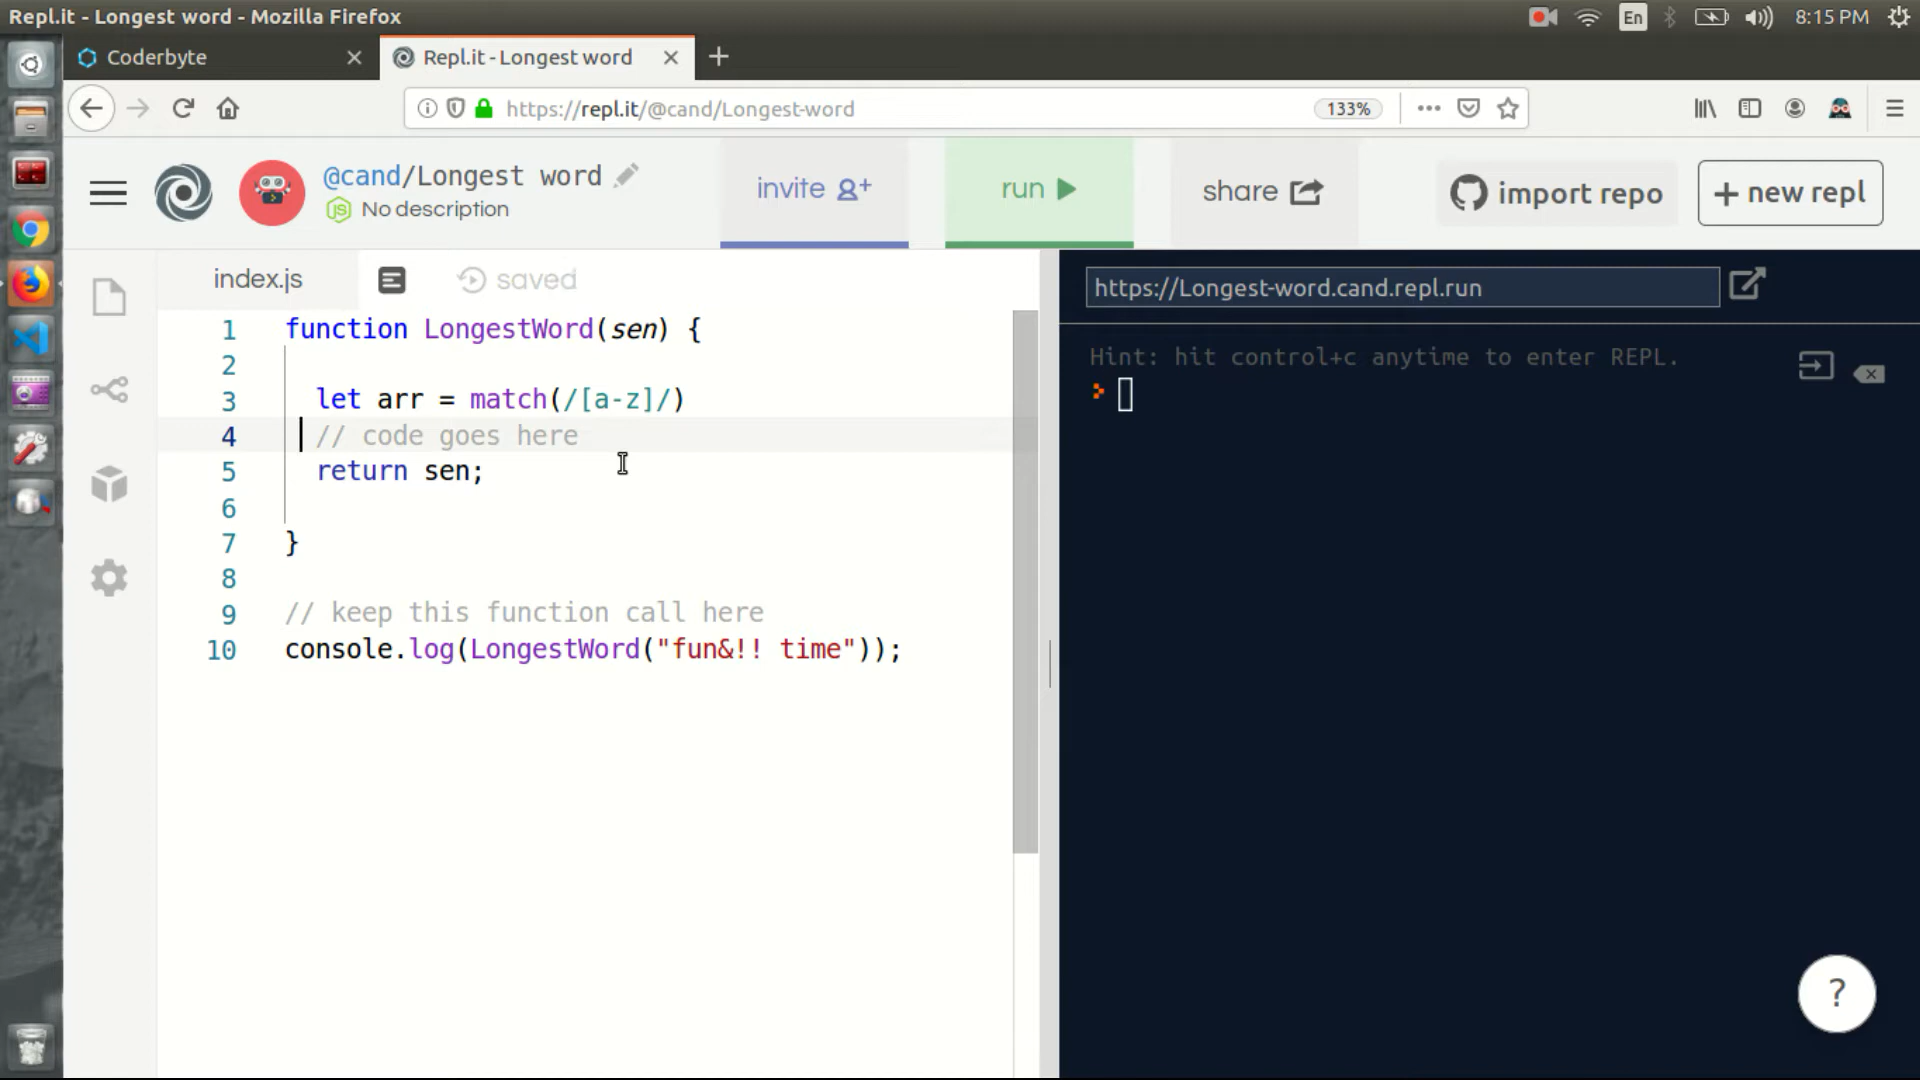 Repl.it - Longest word - Mozilla Firefox
En
8:15 PM
Coderbyte
Repl.it - Longest word
https://repl.it/@cand/Longest-word
133%
@cand/Longest word
No description
invite
run
share
import repo
+ new repl
index.js
saved
https://Longest-word.cand.repl.run
1 function LongestWord(sen) {
2
3 let arr = match(/[a-z]/)
4 // code goes here
5 return sen;
6
7 }
8
9 // keep this function call here
10 console.log(LongestWord("fun&!! time"));
Hint: hit control+c anytime to enter REPL.
?